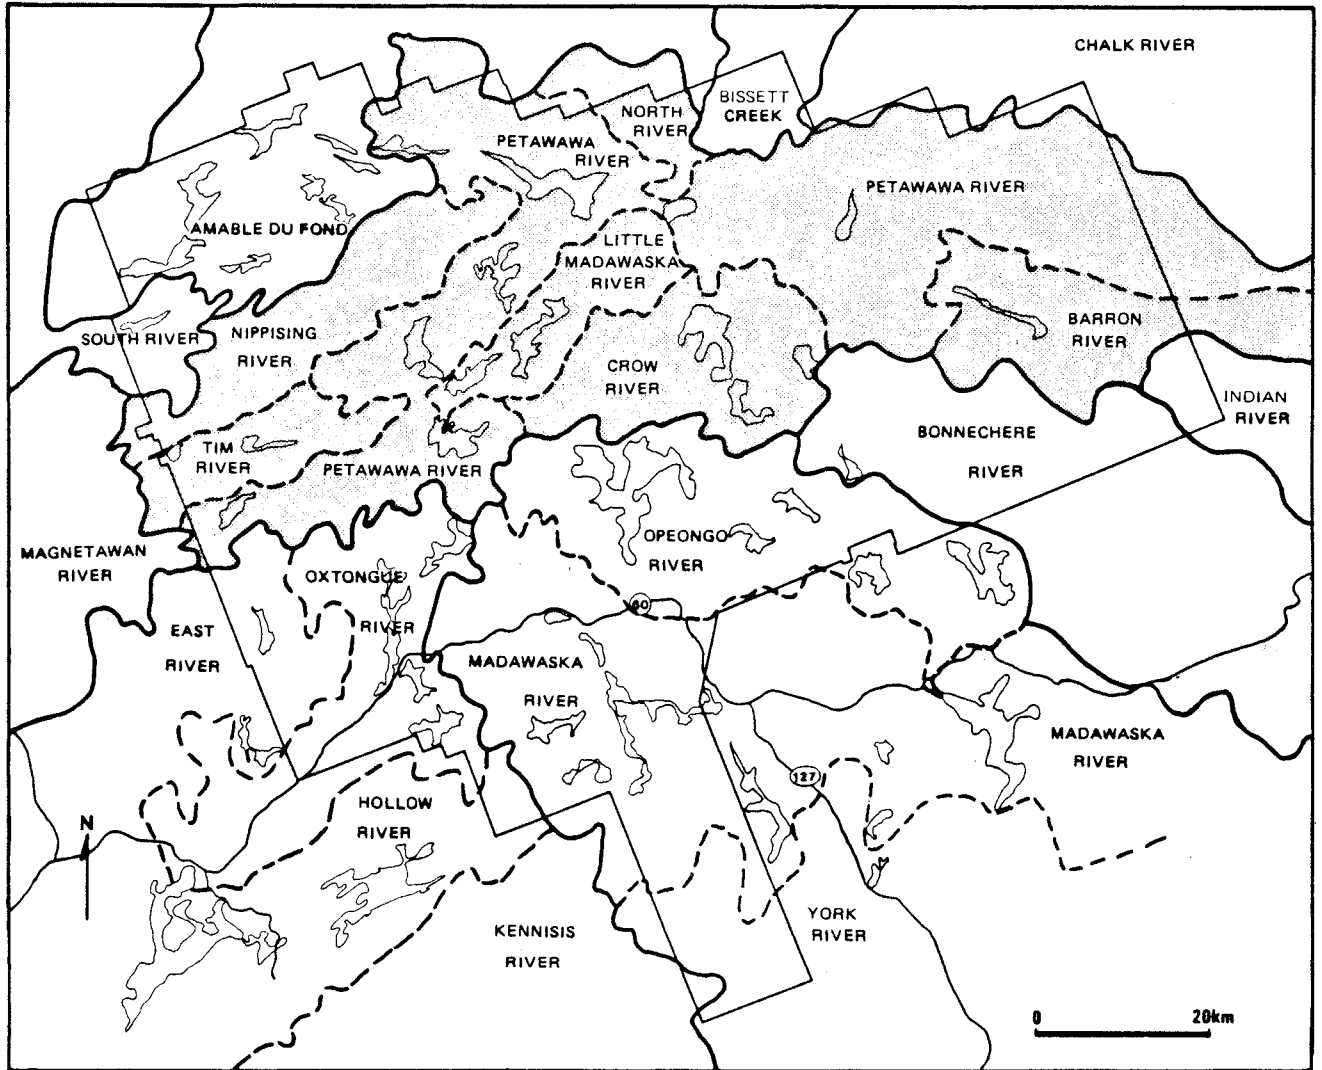 CHALK RIVER
BISSETT
CREEK
NORTH
RIVER
PETAWAWA
RIVER
PETAWAWA RIVER
AMABLE DU FOND
LITTLE
MADAWASKA
RIVER
SOUTH RIVER
NIPPISING
RIVER
BARRON
RIVER
CROW
RIVER
INDIAN
RIVER
BONNECHERE
RIVER
TIM
RIVER
PETAWAWA RIVER
OPEONGO
RIVER
MAGNETAWAN
RIVER
OXTONGUE
RIVER
60
EAST
RIVER
MADAWASKA
RIVER
MADAWASKA
RIVER
127
HOLLOW
RIVER
N
YORK
RIVER
KENNISIS
RIVER
0 20km